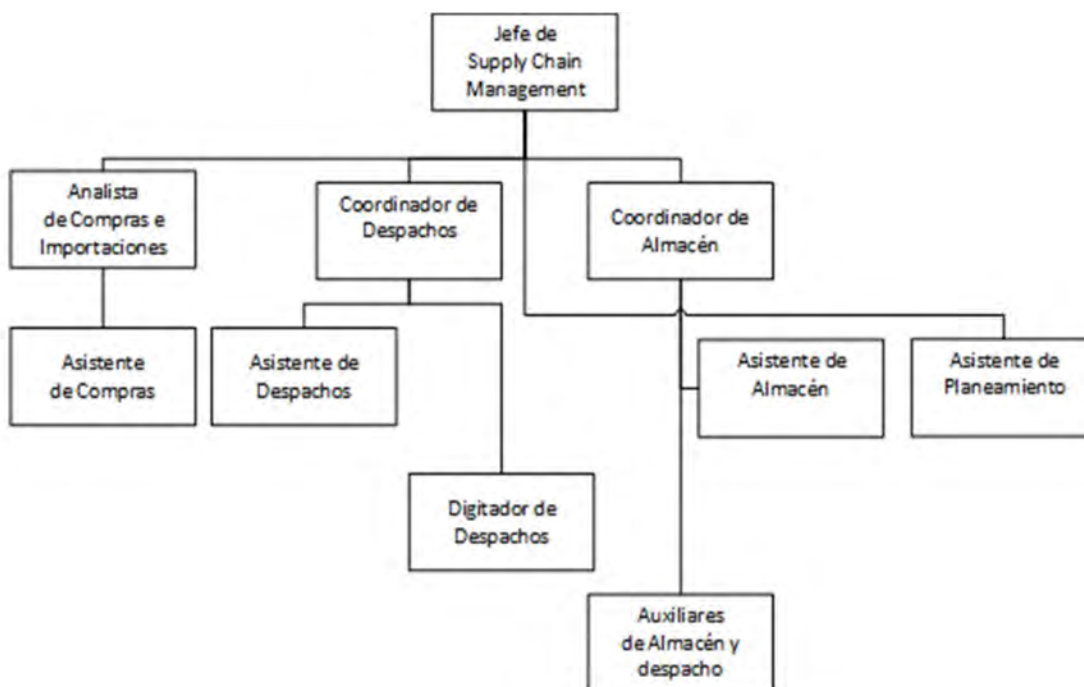 Jefe de
Supply Chain
Management
Analista
de Compras e
Importaciones
Coordinador de
Despachos
Coordinador de
Almacén
Asistente
de Compras
Asistente de
Despachos
Asistente de
Almacén
Asistente de
Planeamiento
Digitador de
Despachos
Auxiliares
de Almacén y
despacho